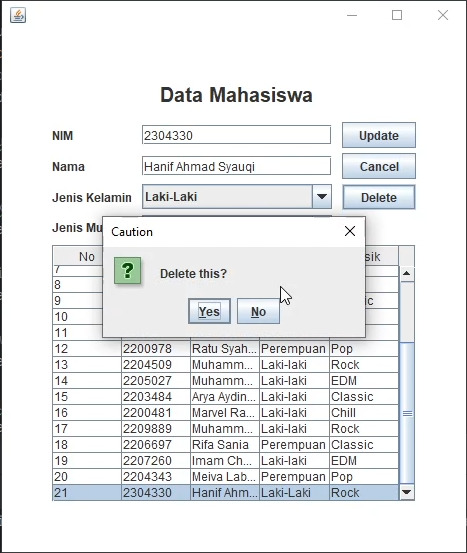 Data Mahasiswa
NIM 2304330 Update
Nama Hanif Ahmad Syauqi Cancel
Jenis Kelamin Laki-Laki Delete
Jenis Mu
Caution
Delete this?
Yes No
No sik
7
8
9 ic
10
11
12 2200978 Ratu Syah... Perempuan Pop
13 2204509 Muhamm... Laki-laki Rock
14 2205027 Muhamm... Laki-laki EDM
15 2203484 Arya Aydin... Laki-laki Classic
16 2200481 Marvel Ra... Laki-laki Chill
17 2209889 Muhamm... Laki-laki Rock
18 2206697 Rifa Sania Perempuan Classic
19 2207260 Imam Ch... Laki-laki EDM
20 2204343 Meiva Lab... Perempuan Pop
21 2304330 Hanif Ahm... Laki-Laki Rock